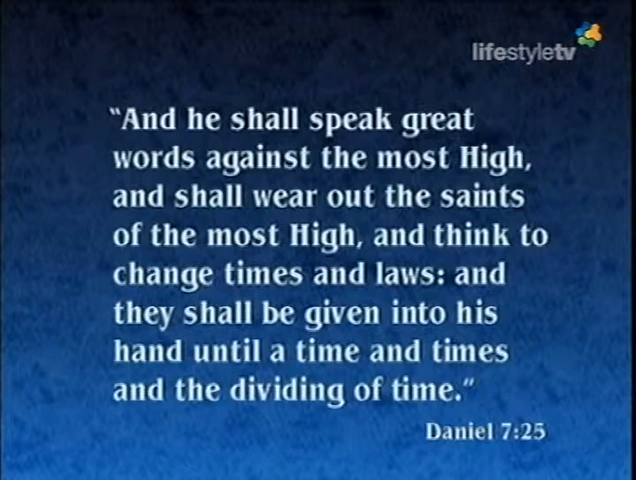 lifestyletv
“And he shall speak great
words against the most High,
and shall wear out the saints
of the most High, and think to
change times and laws: and
they shall be given into his
hand until a time and times
and the dividing of time.”
Daniel 7:25